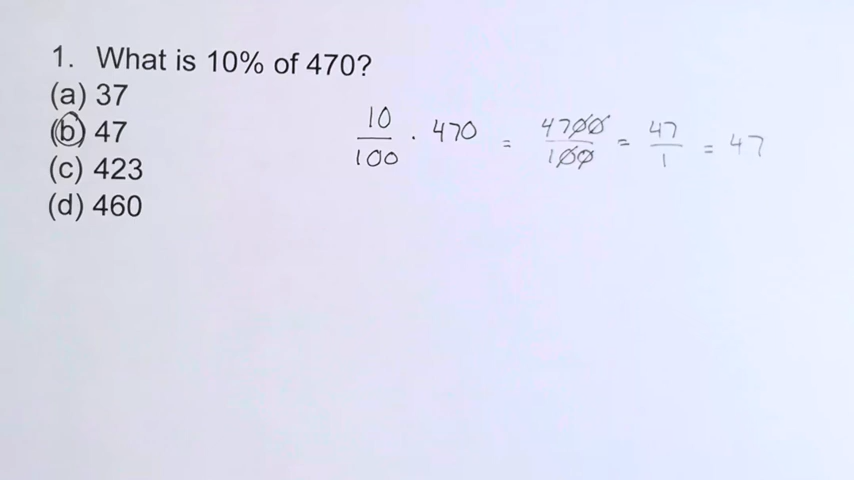 1. What is 10% of 470?
(a) 37
(b) 47
(c) 423
(d) 460
10/100 · 470 = 4700/100 = 47/1 = 47